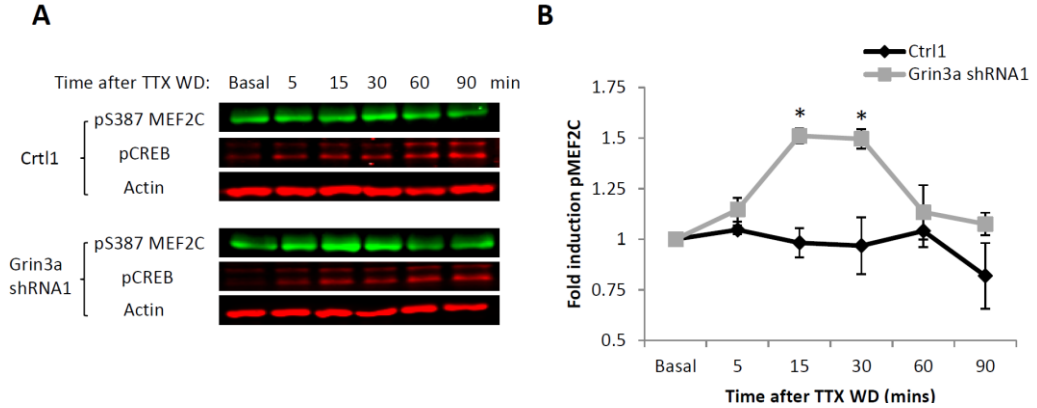 A
Time after TTX WD: Basal 5 15 30 60 90 min
Crtl1
pS387 MEF2C
pCREB
Actin
Grin3a
shRNA1
pS387 MEF2C
pCREB
Actin
B
Ctrl1
Grin3a shRNA1
Fold induction pMEF2C
1.75
1.5
1.25
1
0.75
0.5
* *
Basal 5 15 30 60 90
Time after TTX WD (mins)